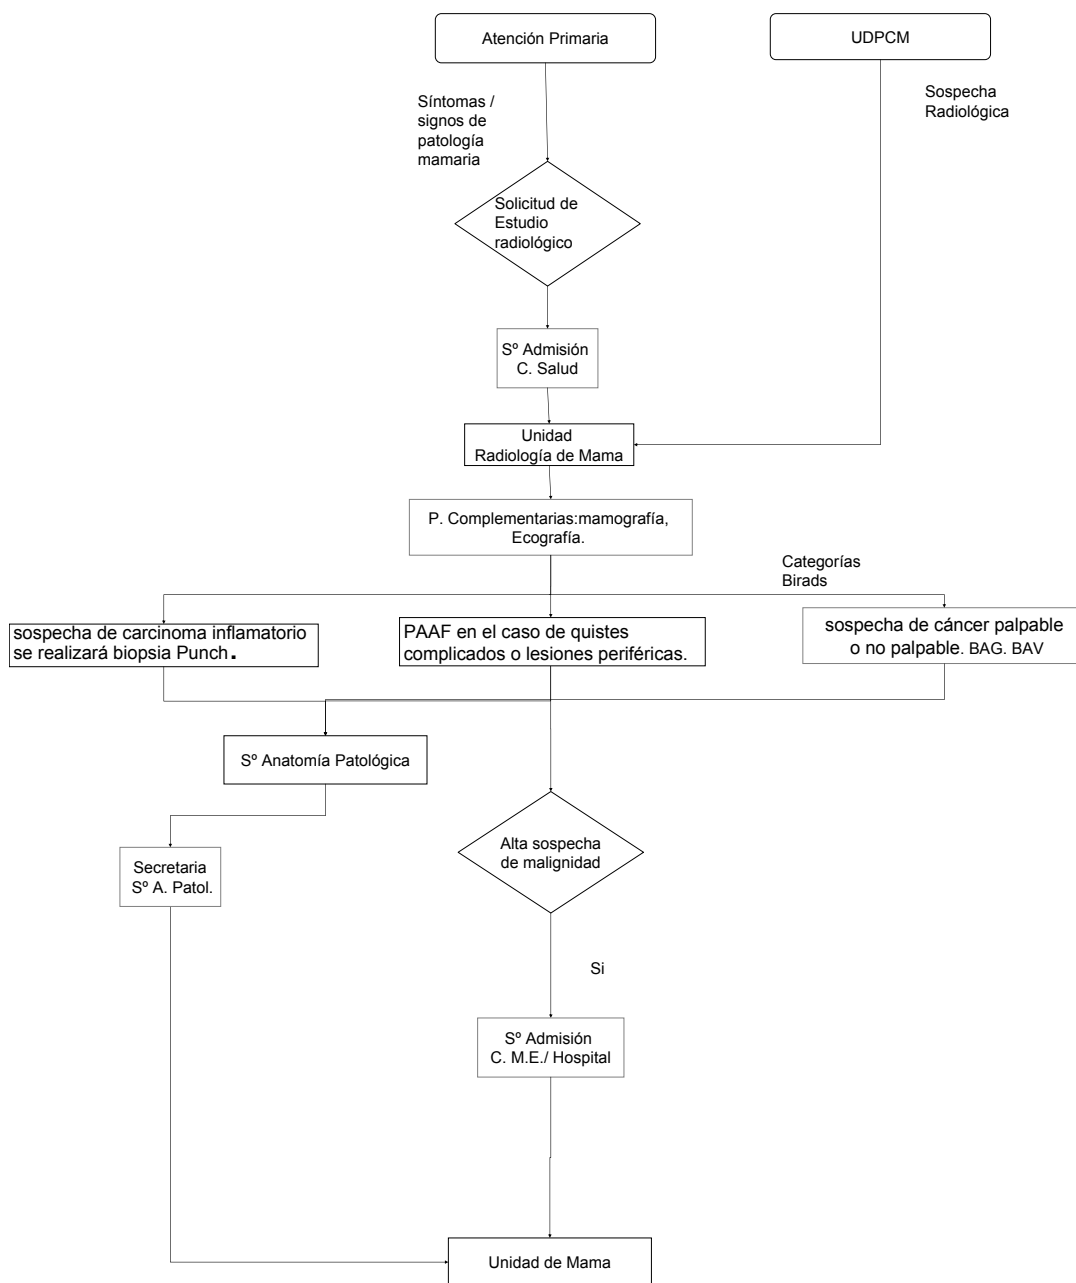 Atención Primaria
UDPCM
Síntomas /
signos de
patología
mamaria
Sospecha
Radiológica
Solicitud de
Estudio
radiológico
Sº Admisión
C. Salud
Unidad
Radiología de Mama
P. Complementarias:mamografía,
Ecografía.
Categorías
Birads
sospecha de carcinoma inflamatorio
se realizará biopsia Punch.
PAAF en el caso de quistes
complicados o lesiones periféricas.
sospecha de cáncer palpable
o no palpable. BAG. BAV
Sº Anatomía Patológica
Alta sospecha
de malignidad
Secretaria
Sº A. Patol.
Si
Sº Admisión
C. M.E./ Hospital
Unidad de Mama